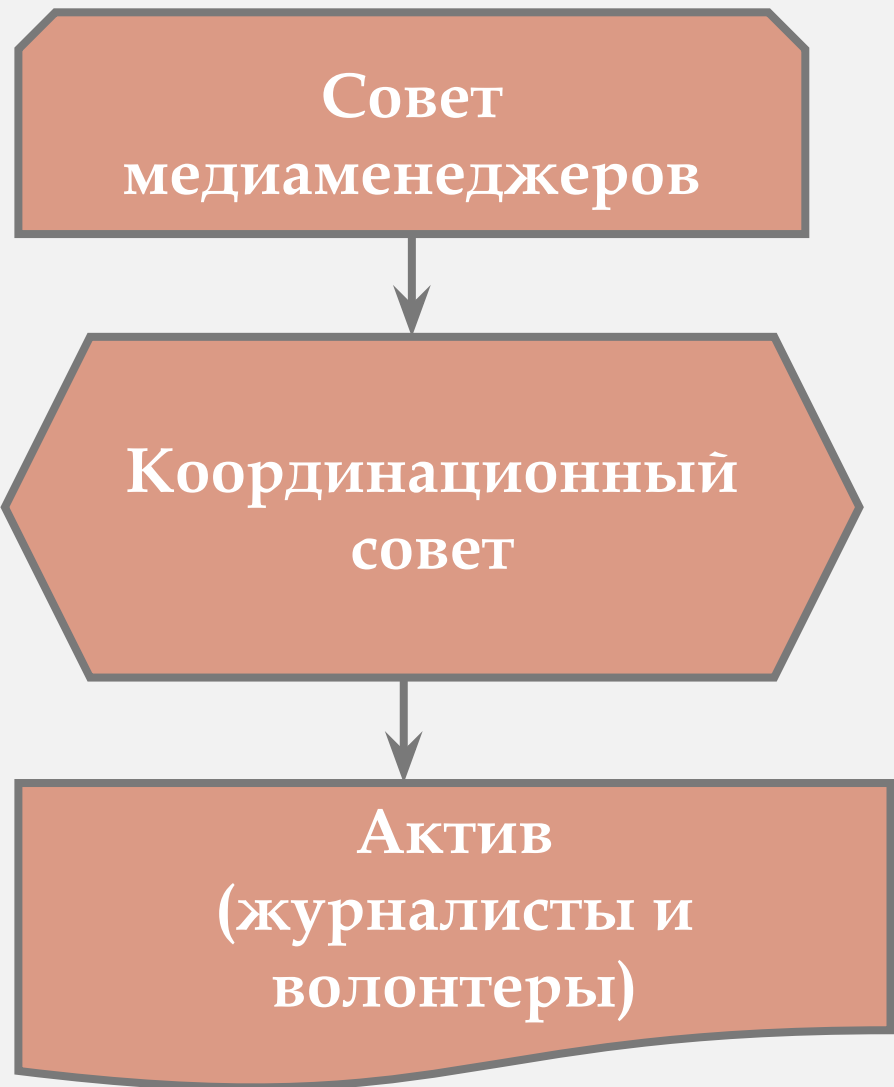 Совет
медиаменеджеров
Координационный
совет
Актив
(журналисты и
волонтеры)